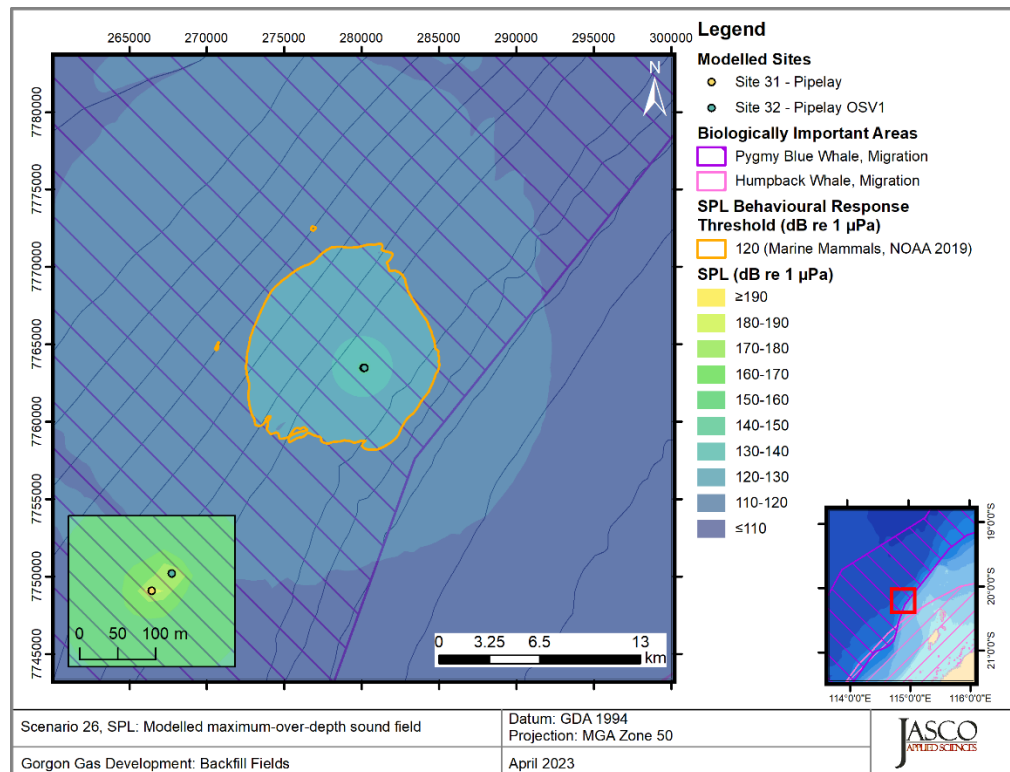 265000 270000 275000 280000 285000 290000 295000 300000
7780000
7775000
7770000
7765000
7760000
7755000
7750000
7745000
N
0 50 100 m
0 3.25 6.5 13
km
Legend
Modelled Sites
Site 31 - Pipelay
Site 32 - Pipelay OSV1
Biologically Important Areas
Pygmy Blue Whale, Migration
Humpback Whale, Migration
SPL Behavioural Response
Threshold (dB re 1 µPa)
120 (Marine Mammals, NOAA 2019)
SPL (dB re 1 µPa)
≥190
180-190
170-180
160-170
150-160
140-150
130-140
120-130
110-120
≤110
19°0'0"S
20°0'0"S
21°0'0"S
114°0'0"E 115°0'0"E 116°0'0"E
Scenario 26, SPL: Modelled maximum-over-depth sound field
Datum: GDA 1994
Projection: MGA Zone 50
Gorgon Gas Development: Backfill Fields
April 2023
JASCO
APPLIED SCIENCES